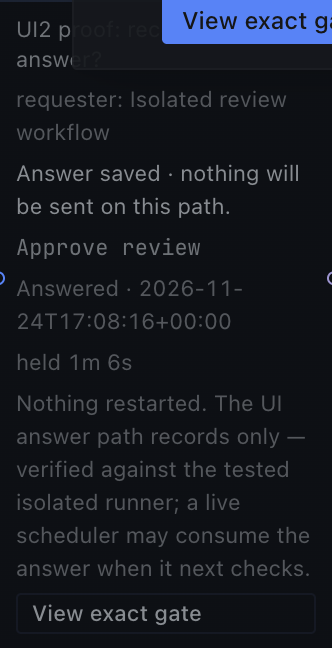 View exact ga
UI2 proof: rec
answer?
requester: Isolated review
workflow
Answer saved · nothing will
be sent on this path.
Approve review
Answered · 2026-11-
24T17:08:16+00:00
held 1m 6s
Nothing restarted. The UI
answer path records only —
verified against the tested
isolated runner; a live
scheduler may consume the
answer when it next checks.
View exact gate